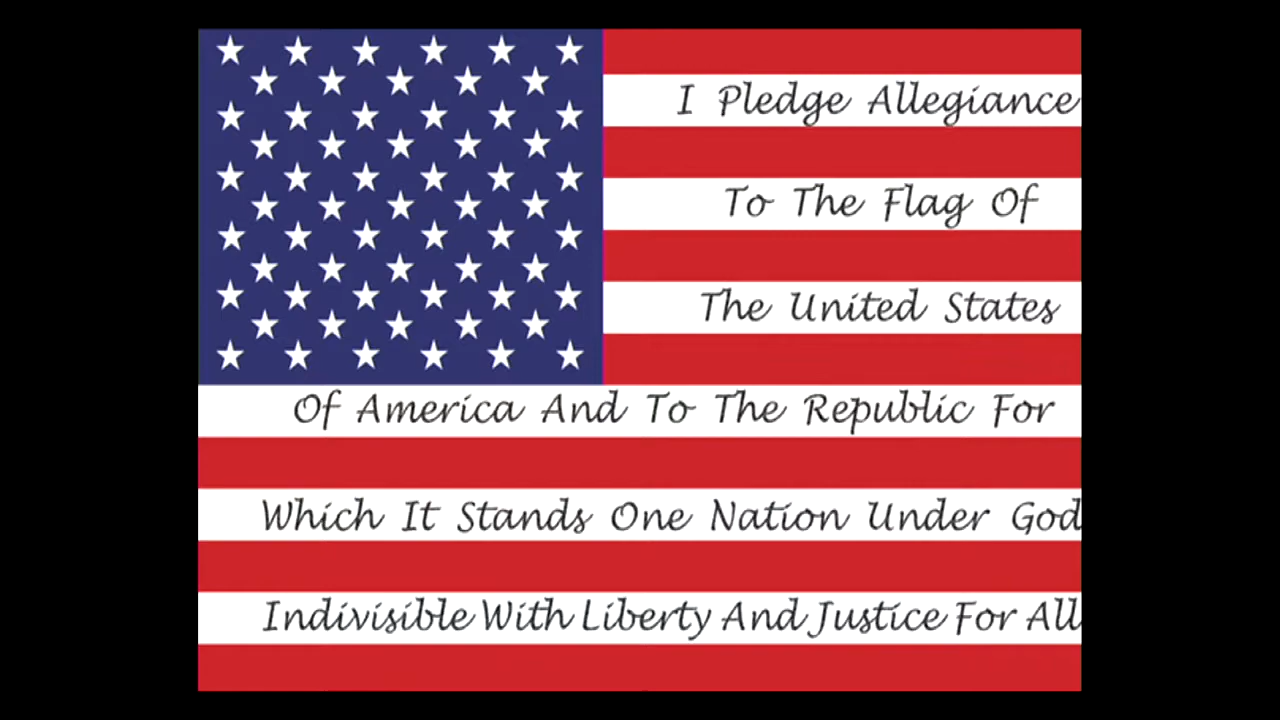 I Pledge Allegiance
To The Flag Of
The United States
Of America And To The Republic For
Which It Stands One Nation Under God
Indivisible With Liberty And Justice For All